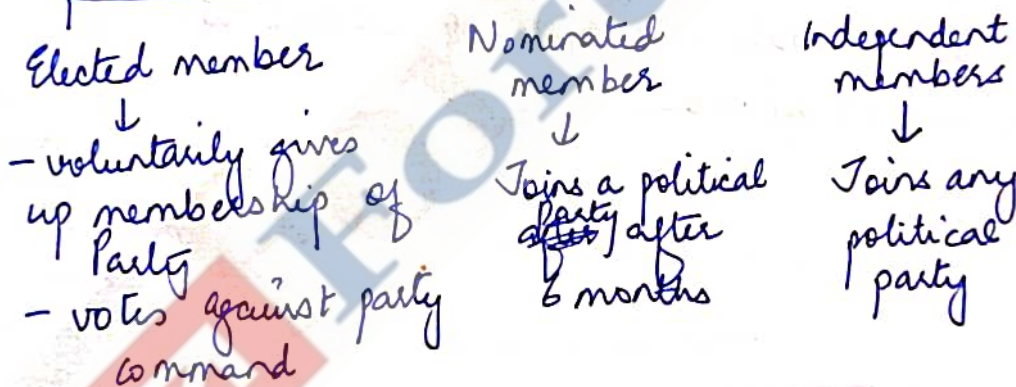 Elected member
↓
- voluntarily gives
up membership of
Party
- votes against party
command
Nominated
member
↓
Joins a political
Party
after
6 months
Independent
members
↓
Joins any
political
party
For